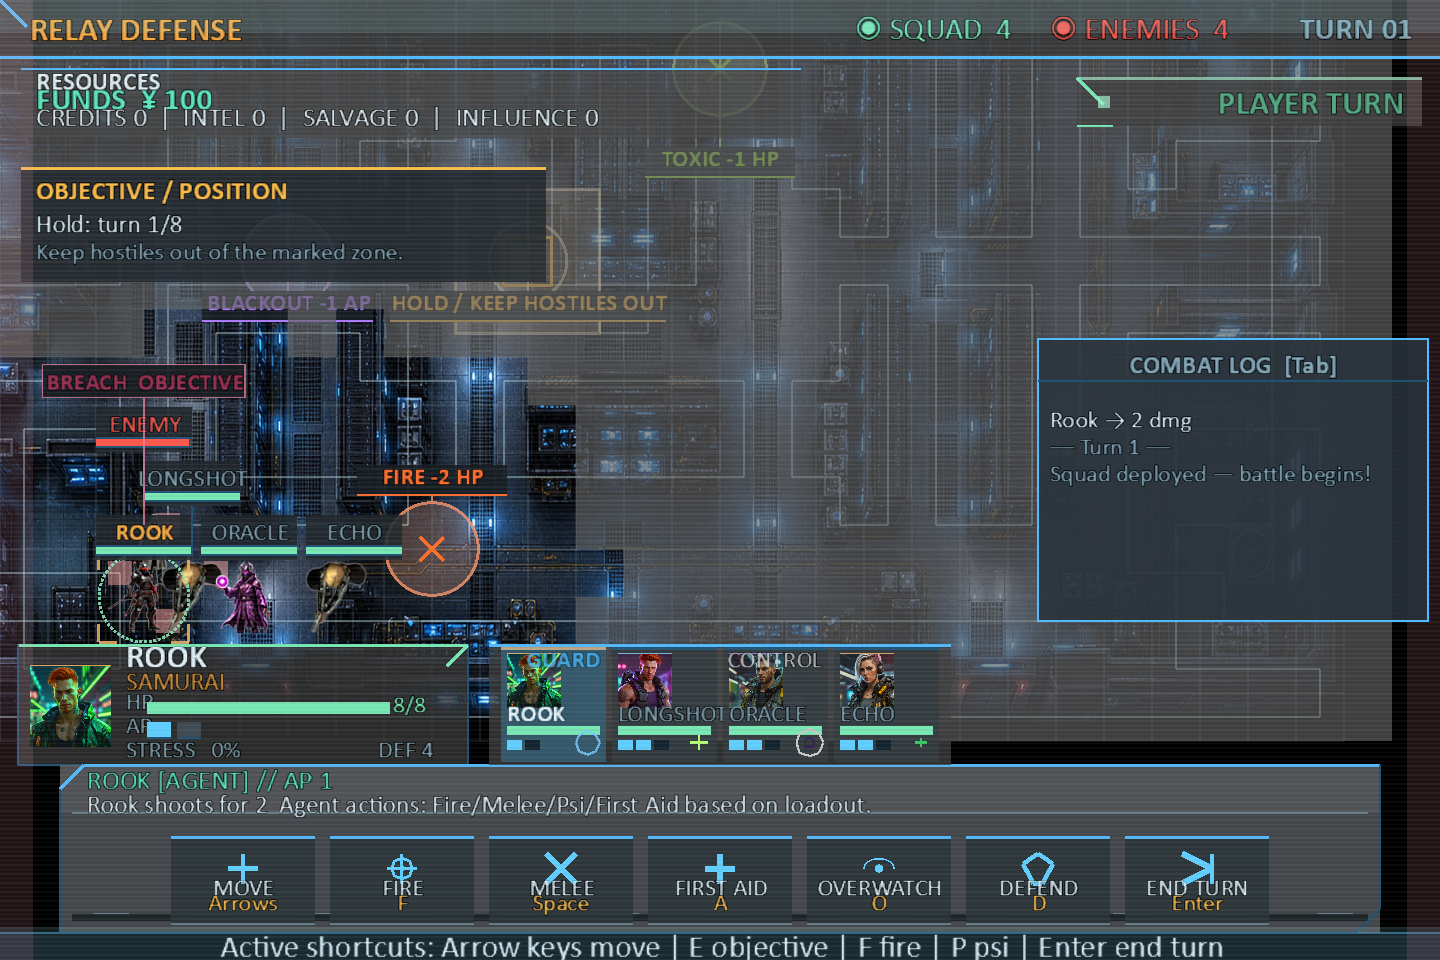 RELAY DEFENSE
SQUAD 4
ENEMIES 4
TURN 01
RESOURCES
FUNDS ¥ 100
CREDITS 0 | INTEL 0 | SALVAGE 0 | INFLUENCE 0
PLAYER TURN
TOXIC -1 HP
OBJECTIVE / POSITION
Hold: turn 1/8
Keep hostiles out of the marked zone.
BLACKOUT -1 AP
HOLD / KEEP HOSTILES OUT
BREACH OBJECTIVE
ENEMY
LONGSHOT
FIRE -2 HP
ROOK
ORACLE
ECHO
COMBAT LOG [Tab]
Rook → 2 dmg
— Turn 1 —
Squad deployed — battle begins!
ROOK
SAMURAI
HP
8/8
AP
STRESS 0%
DEF 4
GUARD
CONTROL
ROOK
LONGSHOT
ORACLE
ECHO
ROOK [AGENT] // AP 1
Rook shoots for 2 Agent actions: Fire/Melee/Psi/First Aid based on loadout.
MOVE
Arrows
FIRE
F
MELEE
Space
FIRST AID
A
OVERWATCH
O
DEFEND
D
END TURN
Enter
Active shortcuts: Arrow keys move | E objective | F fire | P psi | Enter end turn